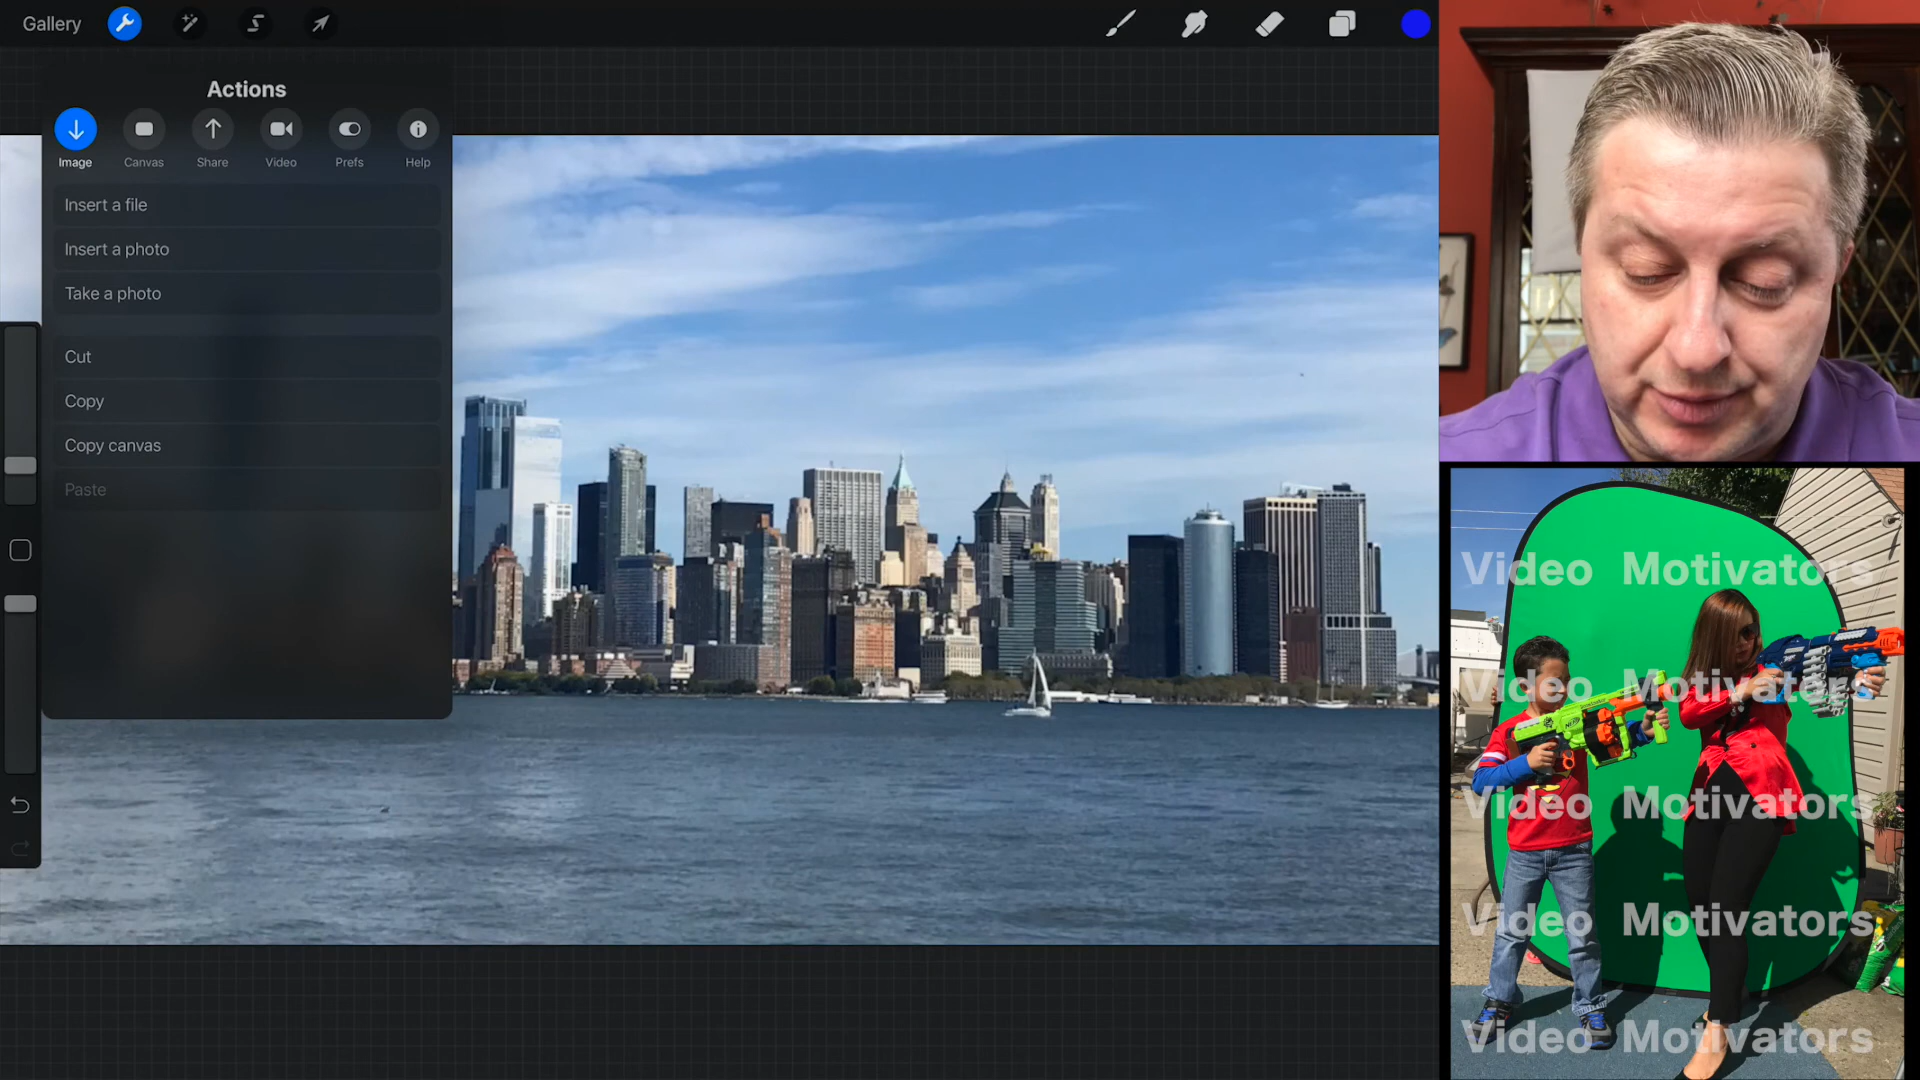 Gallery
Actions
Image Canvas Share Video Prefs Help
Insert a file
Insert a photo
Take a photo
Cut
Copy
Copy canvas
Paste
Video Motivators
Video Motivators
Video Motivators
Video Motivators
Video Motivators